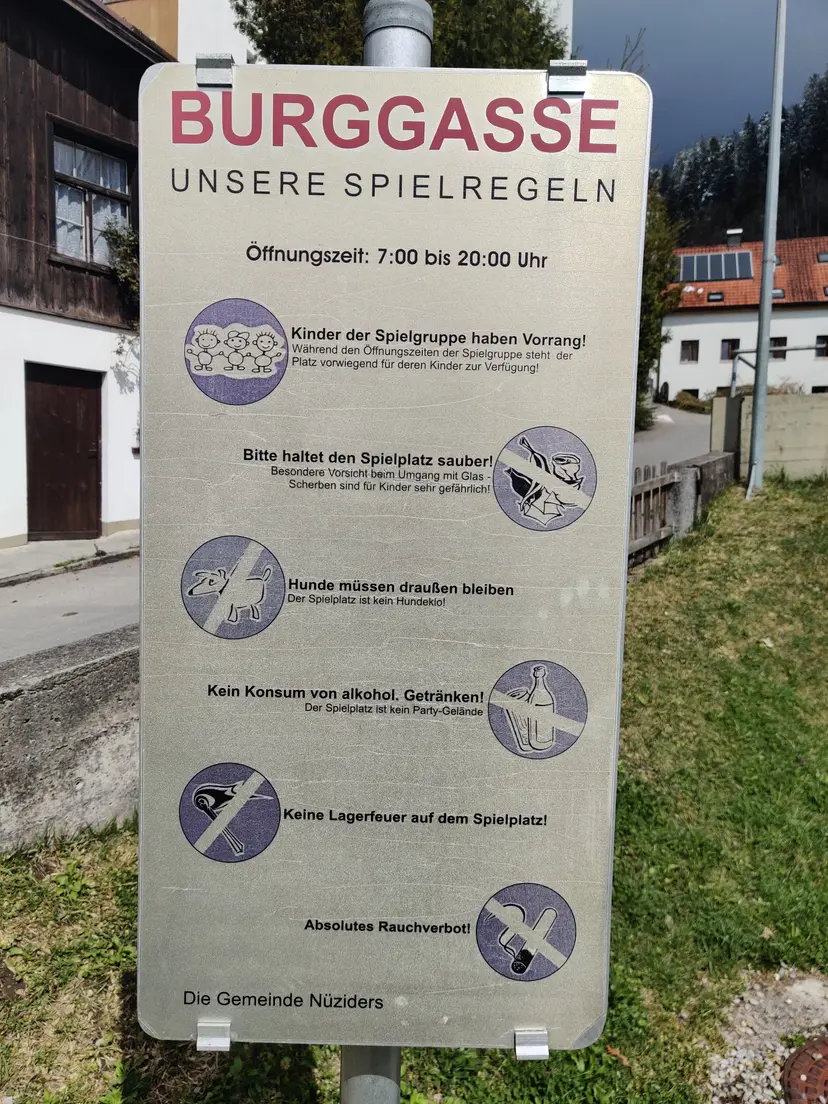 BURGGASSE
UNSERE SPIELREGELN
Öffnungszeit: 7:00 bis 20:00 Uhr
Kinder der Spielgruppe haben Vorrang!
Während den Öffnungszeiten der Spielgruppe steht der
Platz vorwiegend für deren Kinder zur Verfügung!
Bitte haltet den Spielplatz sauber!
Besondere Vorsicht beim Umgang mit Glas -
Scherben sind für Kinder sehr gefährlich!
Hunde müssen draußen bleiben
Der Spielplatz ist kein Hundeklo!
Kein Konsum von alkohol. Getränken!
Der Spielplatz ist kein Party-Gelände
Keine Lagerfeuer auf dem Spielplatz!
Absolutes Rauchverbot!
Die Gemeinde Nüziders